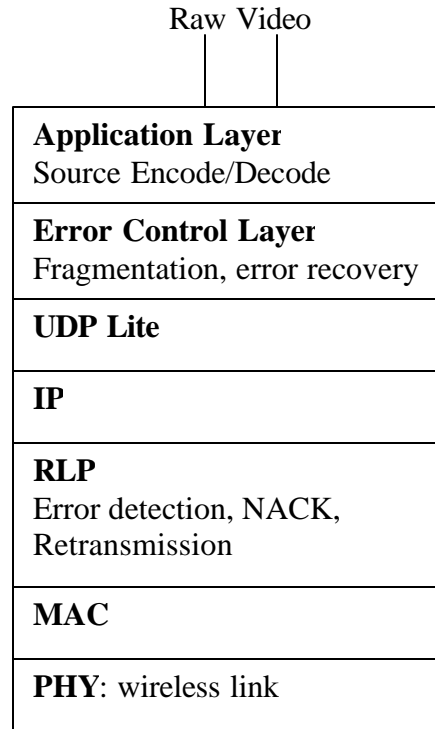 Raw Video
Application Layer
Source Encode/Decode
Error Control Layer
Fragmentation, error recovery
UDP Lite
IP
RLP
Error detection, NACK,
Retransmission
MAC
PHY: wireless link